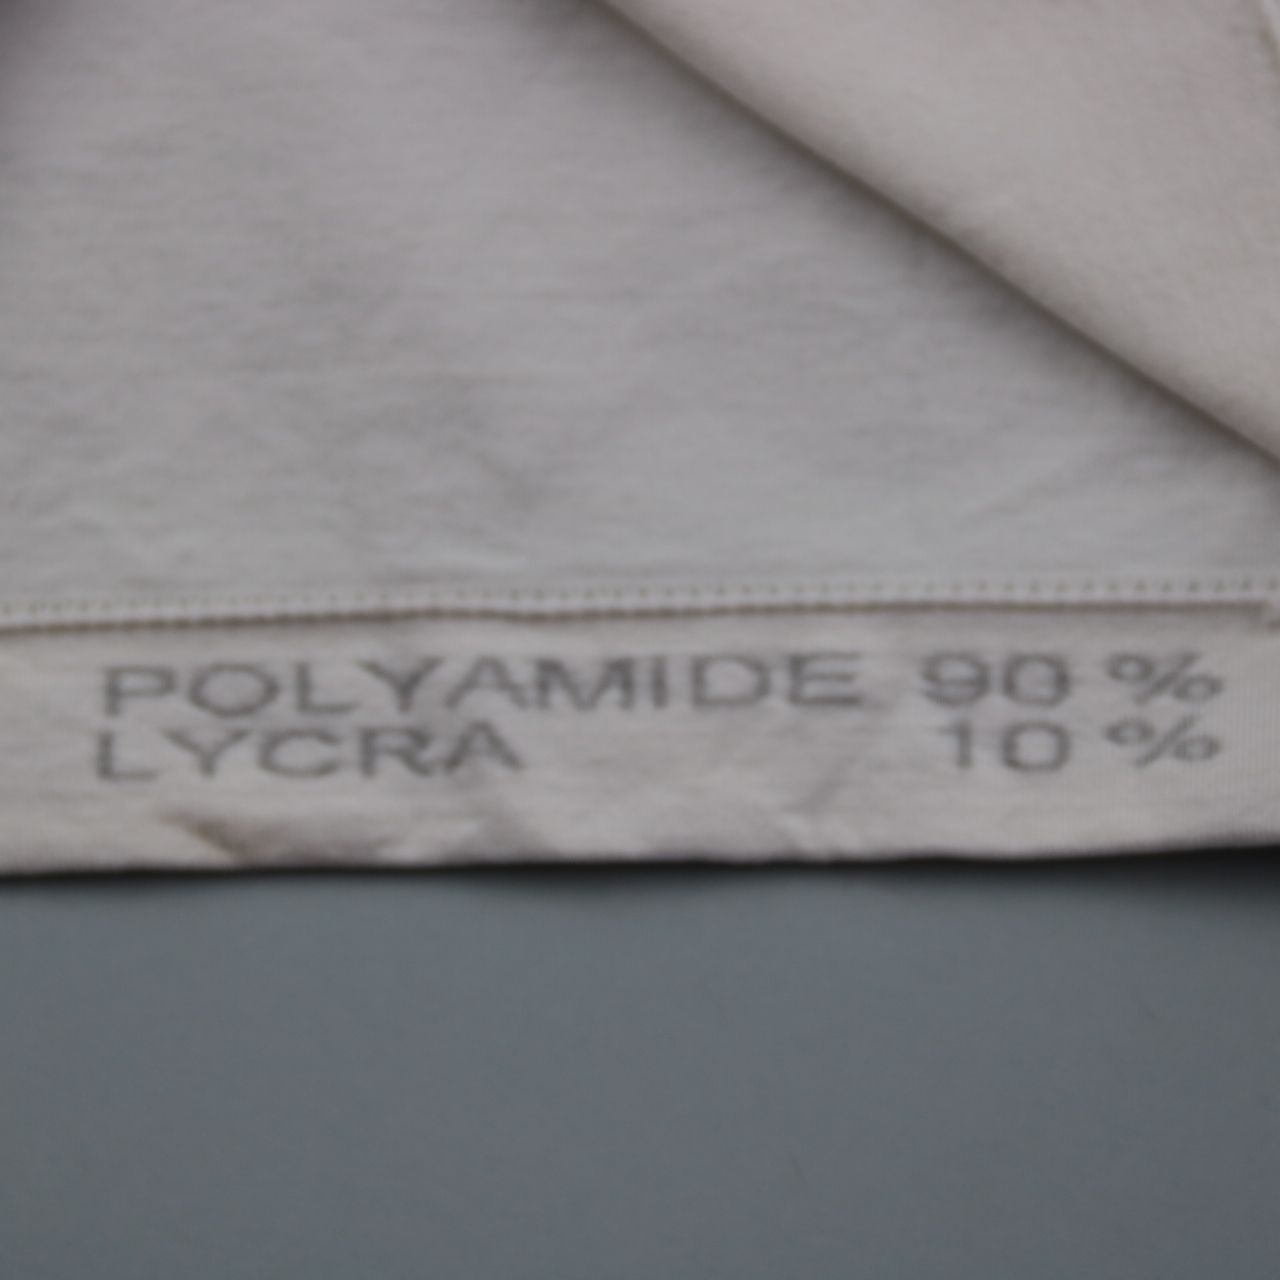 POLYAMIDE 90 %
LYCRA 10 %